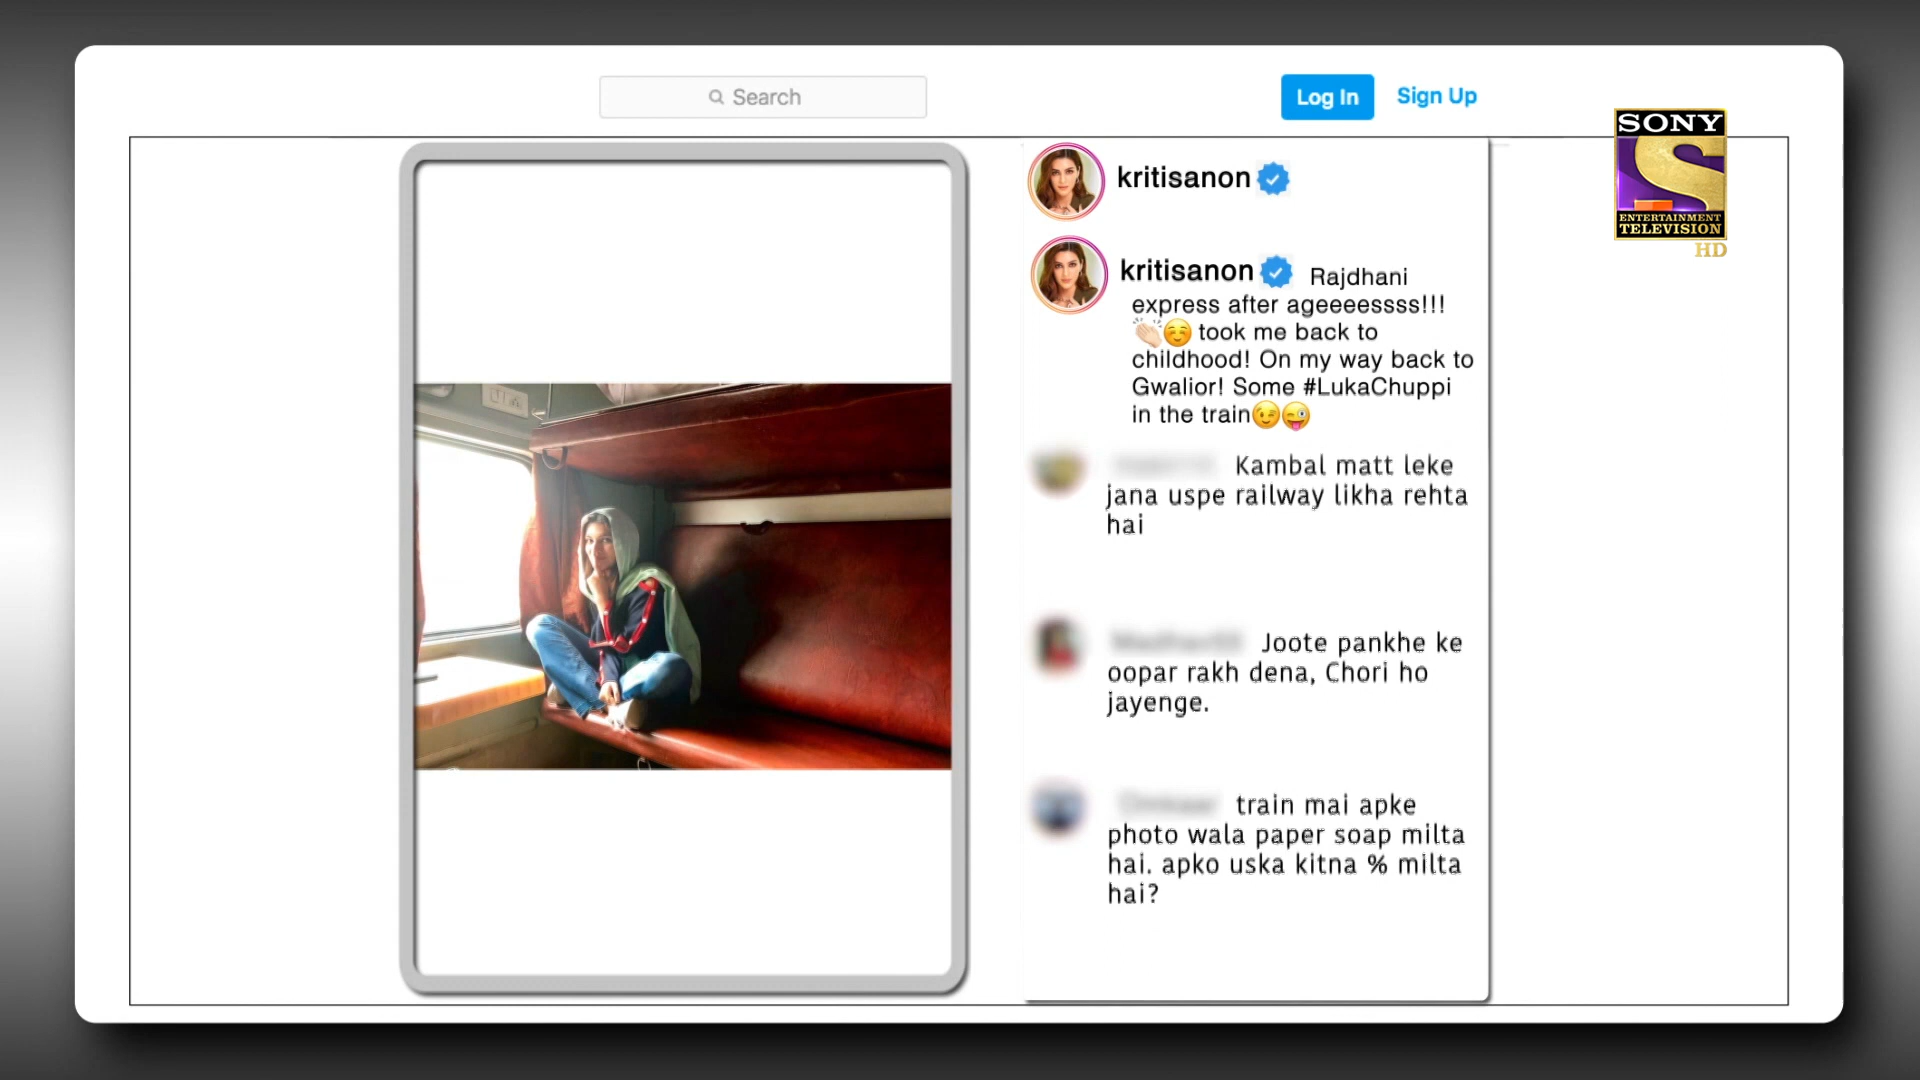 Search
Log In
Sign Up
SONY
ENTERTAINMENT
TELEVISION
HD
kritisanon
kritisanon Rajdhani
express after ageeeessss!!!
👏🏻☺️ took me back to
childhood! On my way back to
Gwalior! Some #LukaChuppi
in the train😉😜
Kambal matt leke
jana uspe railway likha rehta
hai
Joote pankhe ke
oopar rakh dena, Chori ho
jayenge.
train mai apke
photo wala paper soap milta
hai. apko uska kitna % milta
hai?